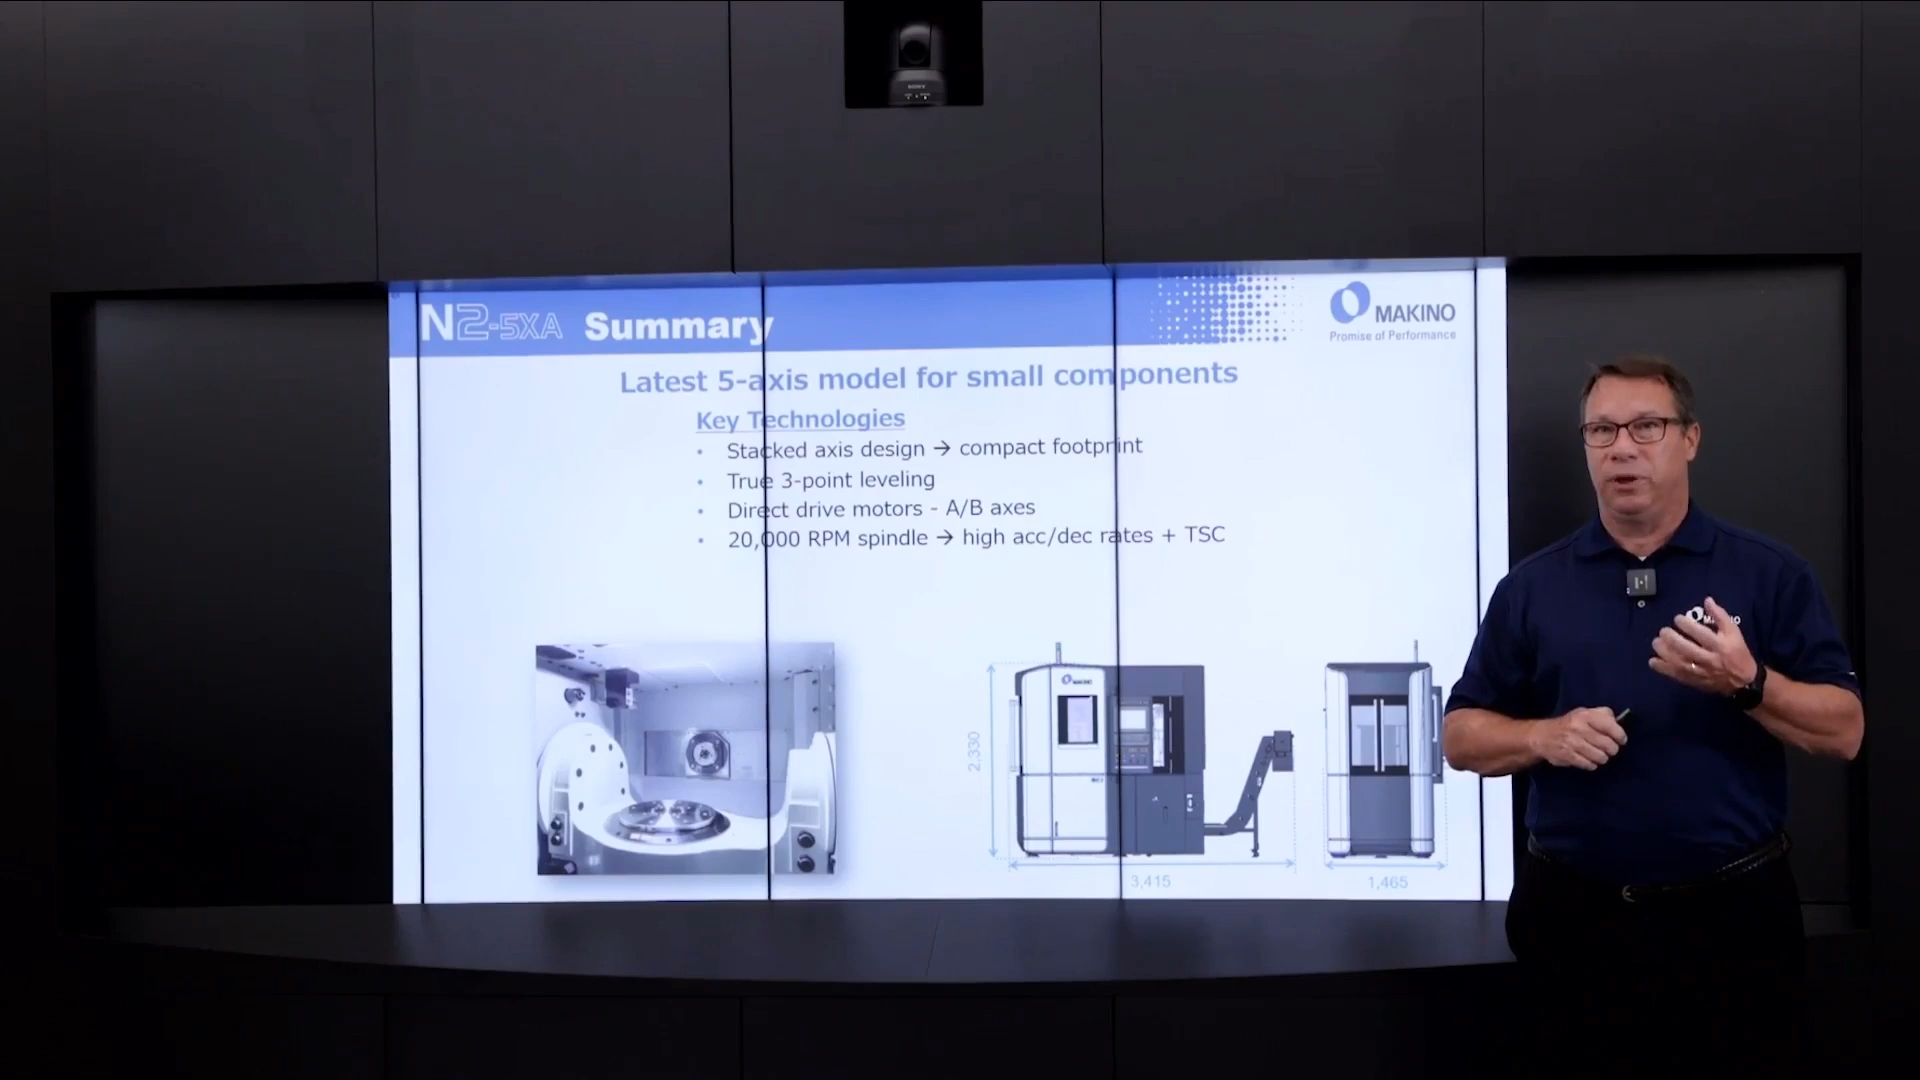 SONY
N2-5XA Summary
MAKINO
Promise of Performance
Latest 5-axis model for small components
Key Technologies
• Stacked axis design → compact footprint
• True 3-point leveling
• Direct drive motors - A/B axes
• 20,000 RPM spindle → high acc/dec rates + TSC
MAKINO
2,330
3,415
1,465